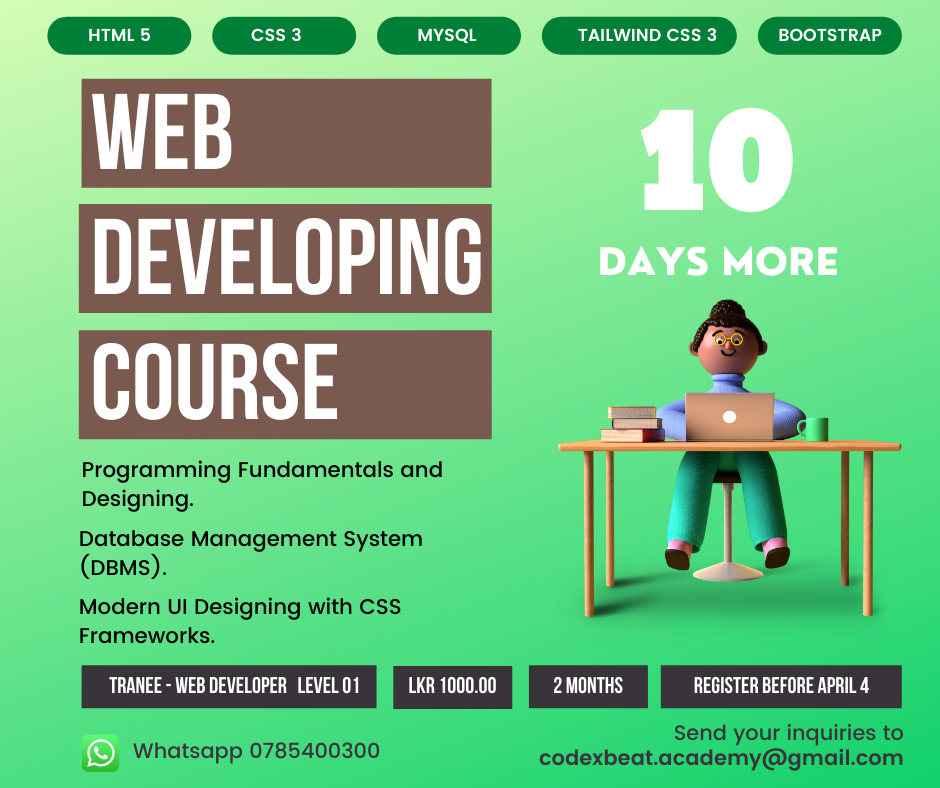 HTML 5
CSS 3
MYSQL
TAILWIND CSS 3
BOOTSTRAP
WEB
DEVELOPING
COURSE
10
DAYS MORE
Programming Fundamentals and
Designing.
Database Management System
(DBMS).
Modern UI Designing with CSS
Frameworks.
TRANEE - WEB DEVELOPER LEVEL 01
LKR 1000.00
2 MONTHS
REGISTER BEFORE APRIL 4
Whatsapp 0785400300
Send your inquiries to
codexbeat.academy@gmail.com